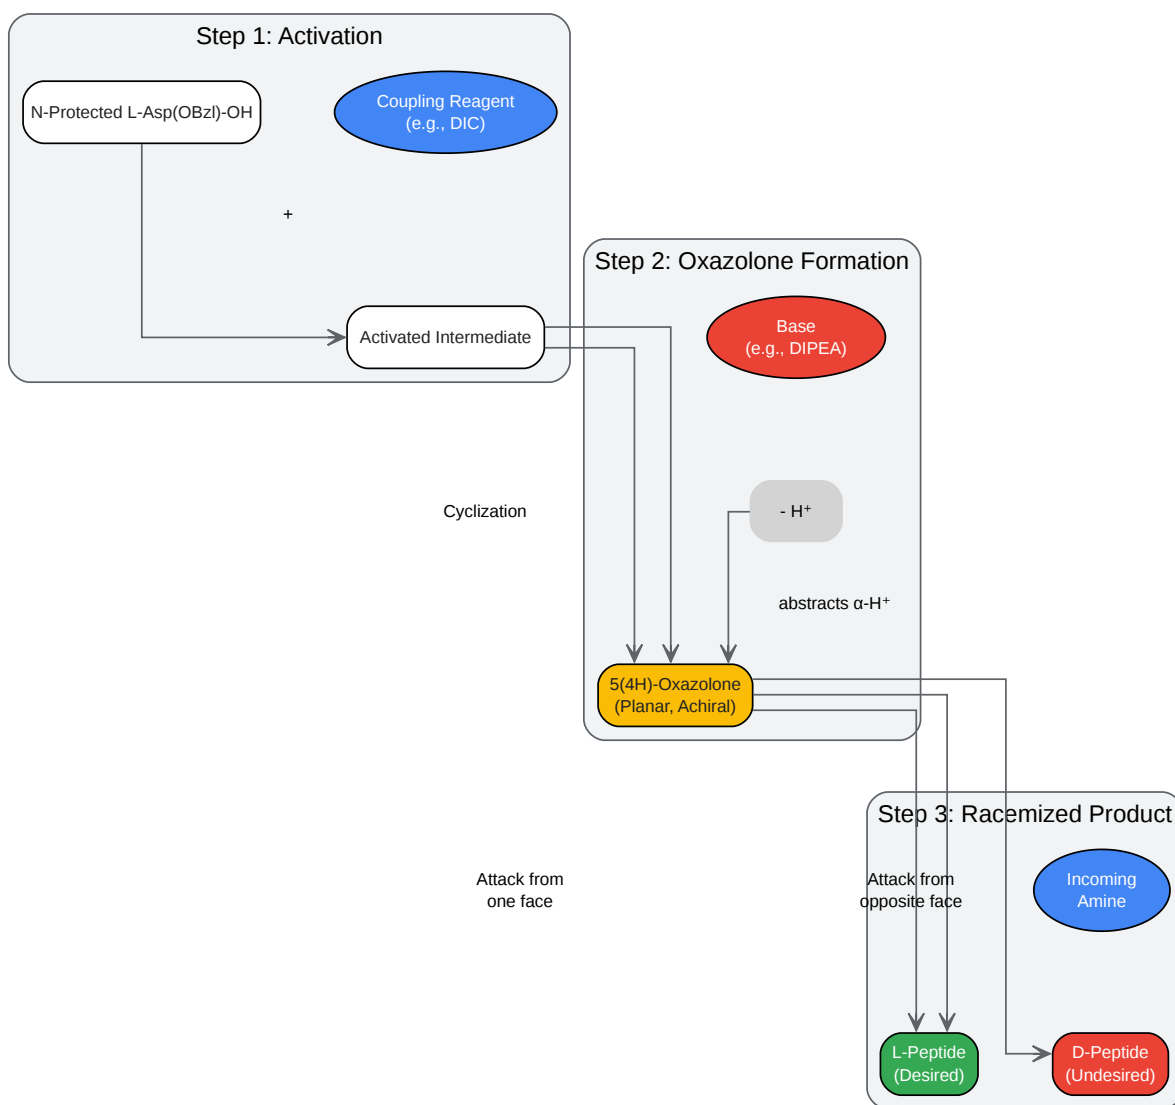 Step 1: Activation
N-Protected L-Asp(OBzl)-OH
Coupling Reagent
(e.g., DIC)
+
Activated Intermediate
Step 2: Oxazolone Formation
Base
(e.g., DIPEA)
Cyclization
- H⁺
abstracts α-H⁺
5(4H)-Oxazolone
(Planar, Achiral)
Step 3: Racemized Product
Attack from
one face
Attack from
opposite face
Incoming
Amine
L-Peptide
(Desired)
D-Peptide
(Undesired)